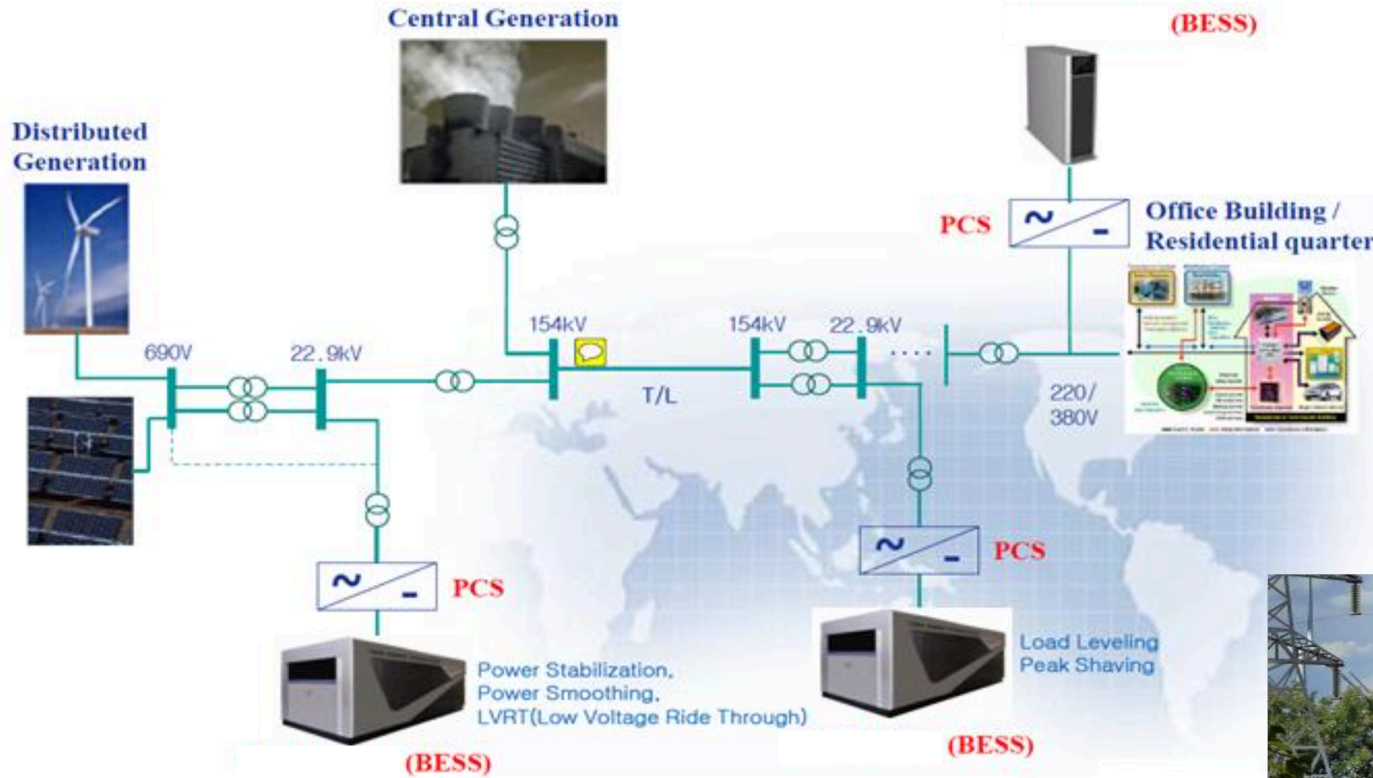 Central Generation
(BESS)
Distributed
Generation
PCS
Office Building /
Residential quarter
154kV
154kV
22.9kV
690V
22.9kV
T/L
220/
380V
PCS
PCS
Power Stabilization,
Power Smoothing,
LVRT(Low Voltage Ride Through)
Load Leveling
Peak Shaving
(BESS)
(BESS)